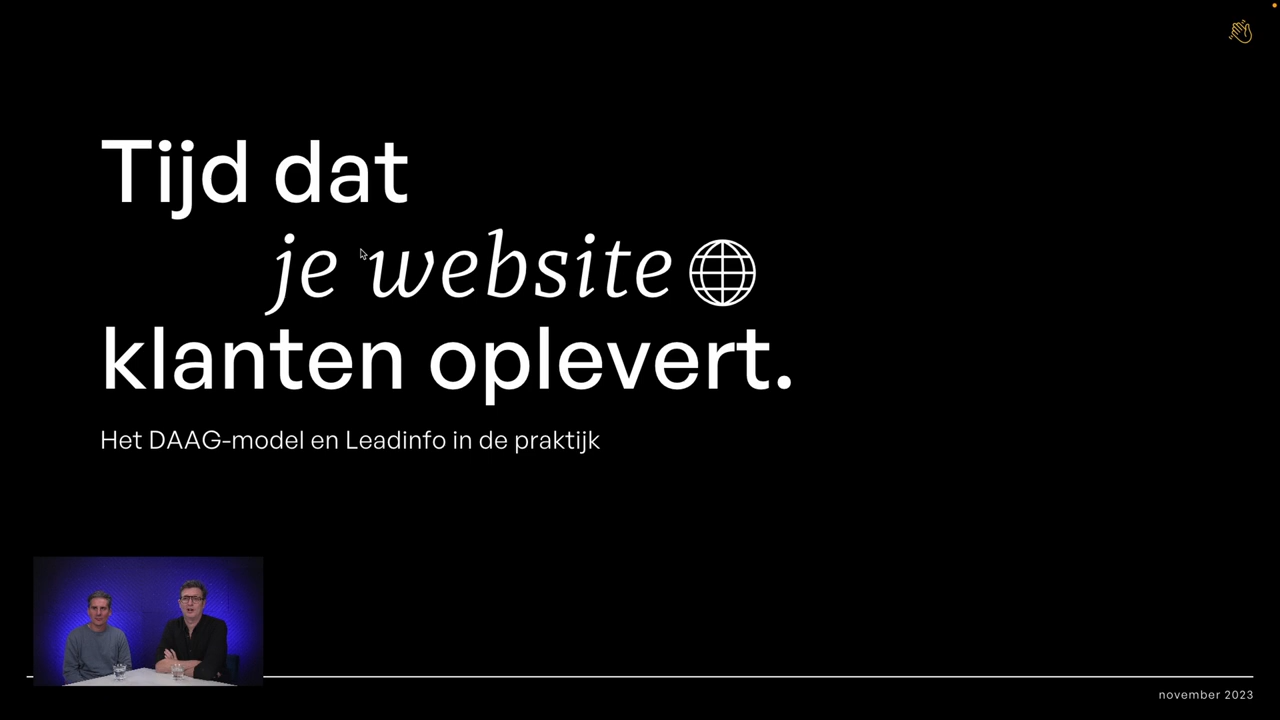 Tijd dat
je website
klanten oplevert.
Het DAAG-model en Leadinfo in de praktijk
november 2023